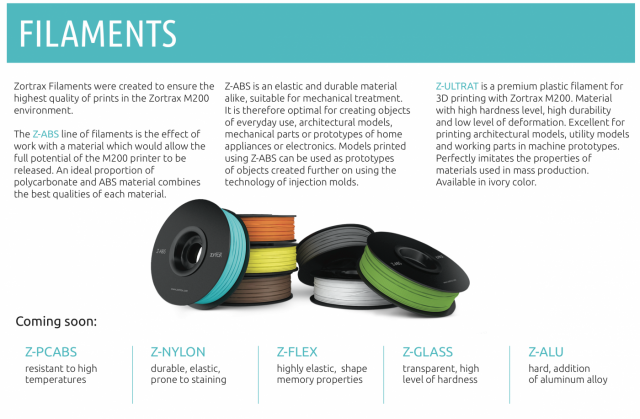 FILAMENTS
Zortrax Filaments were created to ensure the
highest quality of prints in the Zortrax M200
environment.
The Z-ABS line of filaments is the effect of
work with a material which would allow the
full potential of the M200 printer to be
released. An ideal proportion of
polycarbonate and ABS material combines
the best qualities of each material.
Z-ABS is an elastic and durable material
alike, suitable for mechanical treatment.
It is therefore optimal for creating objects
of everyday use, architectural models,
mechanical parts or prototypes of home
appliances or electronics. Models printed
using Z-ABS can be used as prototypes
of objects created further on using the
technology of injection molds.
Z-ULTRAT is a premium plastic filament for
3D printing with Zortrax M200. Material
with high hardness level, high durability
and low level of deformation. Excellent for
printing architectural models, utility models
and working parts in machine prototypes.
Perfectly imitates the properties of
materials used in mass production.
Available in ivory color.
Coming soon:
Z-PCABS
resistant to high
temperatures
Z-NYLON
durable, elastic,
prone to staining
Z-FLEX
highly elastic, shape
memory properties
Z-GLASS
transparent, high
level of hardness
Z-ALU
hard, addition
of aluminum alloy